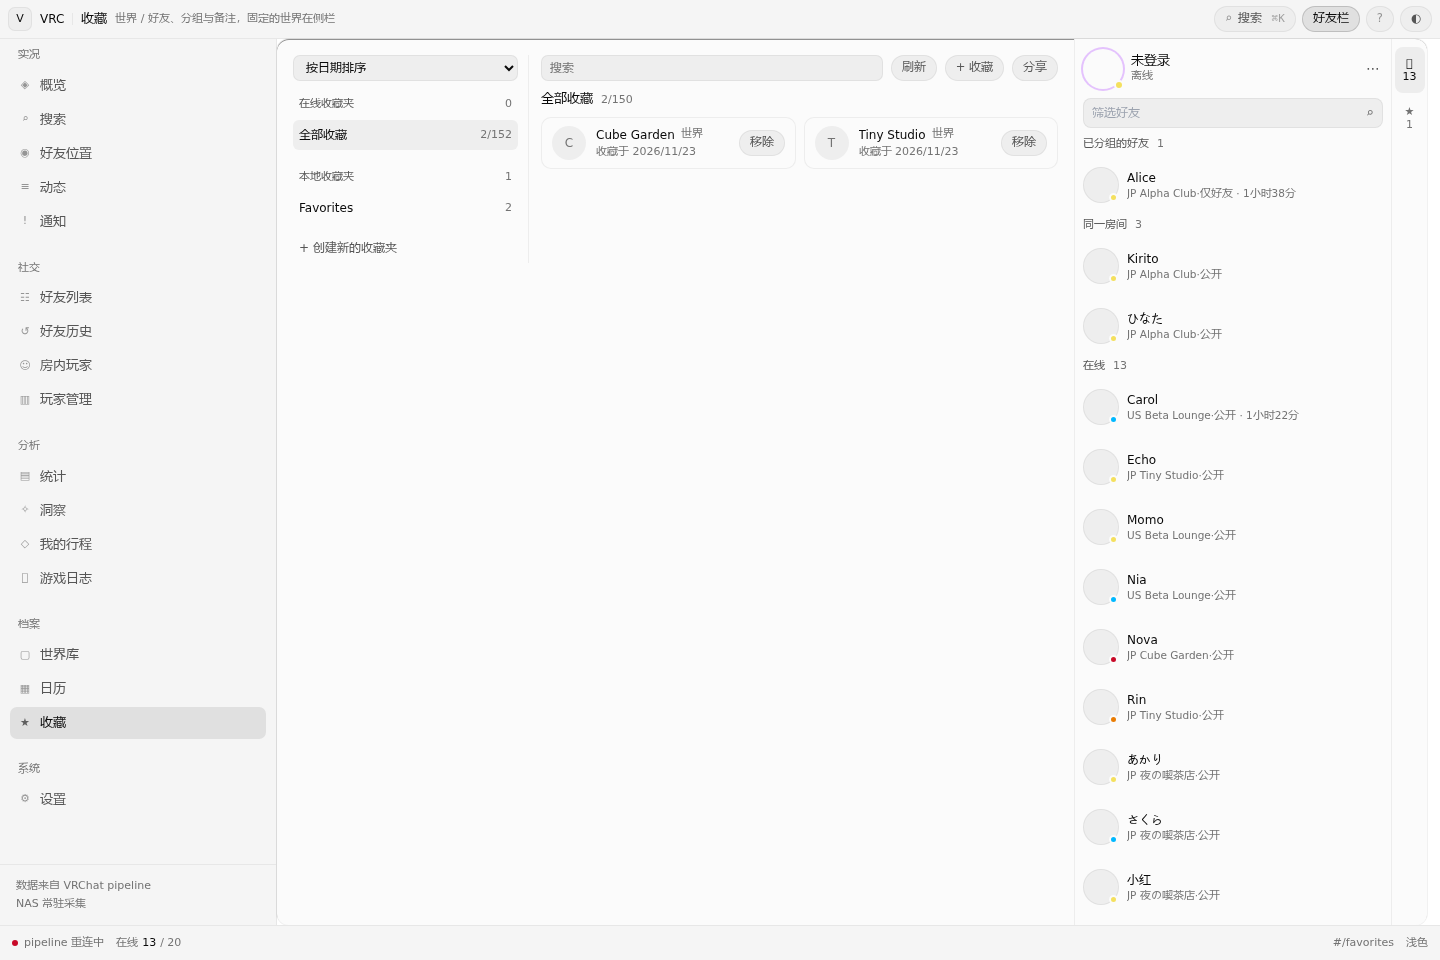 V VRC 收藏 世界 / 好友、分组与备注，固定的世界在侧栏
搜索 ⌘K 好友栏 ?
实况
概览
搜索
好友位置
动态
通知
社交
好友列表
好友历史
房内玩家
玩家管理
分析
统计
洞察
我的行程
游戏日志
档案
世界库
日历
收藏
系统
设置
数据来自 VRChat pipeline
NAS 常驻采集
按日期排序
在线收藏夹 0
全部收藏 2/152
本地收藏夹 1
Favorites 2
+ 创建新的收藏夹
搜索 刷新 + 收藏 分享
全部收藏 2/150
C Cube Garden 世界
收藏于 2026/11/23
移除
T Tiny Studio 世界
收藏于 2026/11/23
移除
未登录
离线
…
筛选好友
已分组的好友 1
Alice
JP Alpha Club·仅好友 · 1小时38分
同一房间 3
Kirito
JP Alpha Club·公开
ひなた
JP Alpha Club·公开
在线 13
Carol
US Beta Lounge·公开 · 1小时22分
Echo
JP Tiny Studio·公开
Momo
US Beta Lounge·公开
Nia
US Beta Lounge·公开
Nova
JP Cube Garden·公开
Rin
JP Tiny Studio·公开
あかり
JP 夜の喫茶店·公开
さくら
JP 夜の喫茶店·公开
小红
JP 夜の喫茶店·公开
13
★
1
pipeline 重连中 在线 13 / 20
#/favorites 浅色